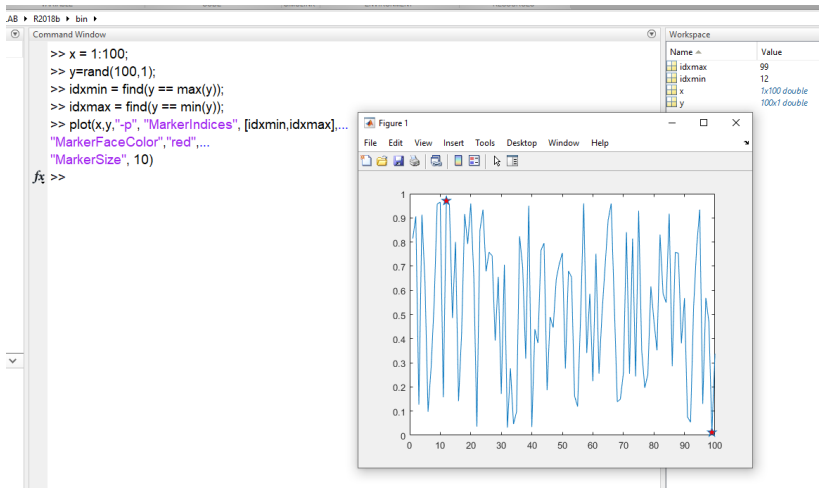 LAB ▸ R2018b ▸ bin ▸
Command Window
>> x = 1:100;
>> y=rand(100,1);
>> idxmin = find(y == max(y));
>> idxmax = find(y == min(y));
>> plot(x,y,"-p", "MarkerIndices", [idxmin,idxmax],...
"MarkerFaceColor","red",...
"MarkerSize", 10)
fx >>
Workspace
Name Value
idxmax 99
idxmin 12
x 1x100 double
y 100x1 double
Figure 1
File Edit View Insert Tools Desktop Window Help
1
0.9
0.8
0.7
0.6
0.5
0.4
0.3
0.2
0.1
0
0 10 20 30 40 50 60 70 80 90 100